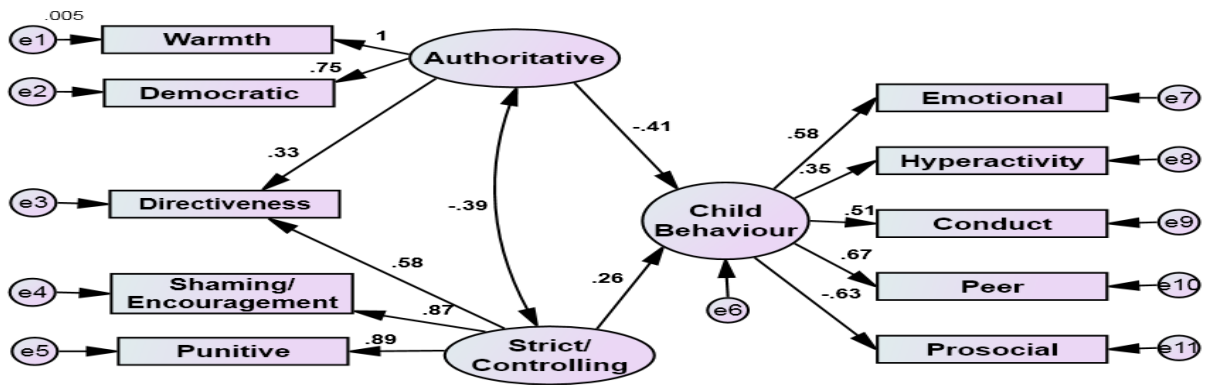 .005
e1
Warmth
1
Authoritative
.75
e2
Democratic
Emotional
e7
-.41
.58
.33
Hyperactivity
e8
.35
e3
Directiveness
-.39
Child
Behaviour
.51
Conduct
e9
.58
.67
Shaming/
Encouragement
e4
.26
-.63
Peer
e10
.87
e6
e5
Punitive
.89
Strict/
Controlling
Prosocial
e11